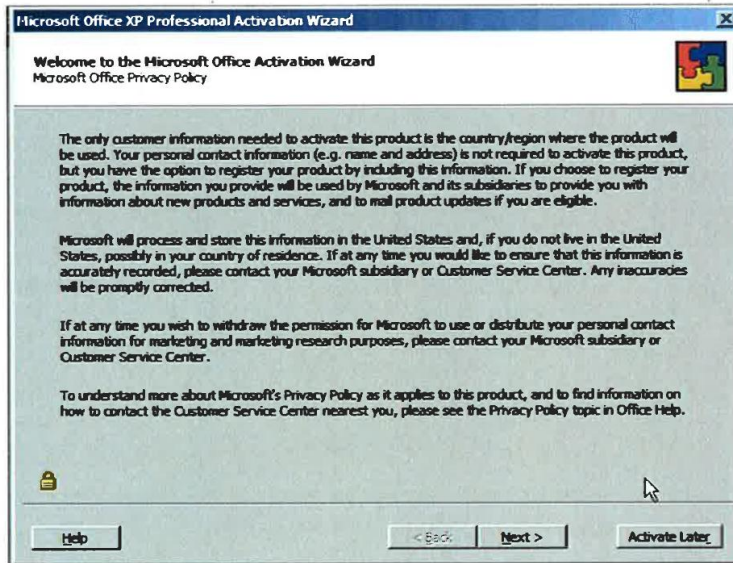 Microsoft Office XP Professional Activation Wizard
Welcome to the Microsoft Office Activation Wizard
Microsoft Office Privacy Policy
The only customer information needed to activate this product is the country/region where the product will
be used. Your personal contact information (e.g. name and address) is not required to activate this product,
but you have the option to register your product by including this information. If you choose to register your
product, the information you provide will be used by Microsoft and its subsidiaries to provide you with
information about new products and services, and to mail product updates if you are eligible.
Microsoft will process and store this information in the United States and, if you do not live in the United
States, possibly in your country of residence. If at any time you would like to ensure that this information is
accurately recorded, please contact your Microsoft subsidiary or Customer Service Center. Any inaccuracies
will be promptly corrected.
If at any time you wish to withdraw the permission for Microsoft to use or distribute your personal contact
information for marketing and marketing research purposes, please contact your Microsoft subsidiary or
Customer Service Center.
To understand more about Microsoft's Privacy Policy as it applies to this product, and to find information on
how to contact the Customer Service Center nearest you, please see the Privacy Policy topic in Office Help.
Help
< Back
Next >
Activate Later